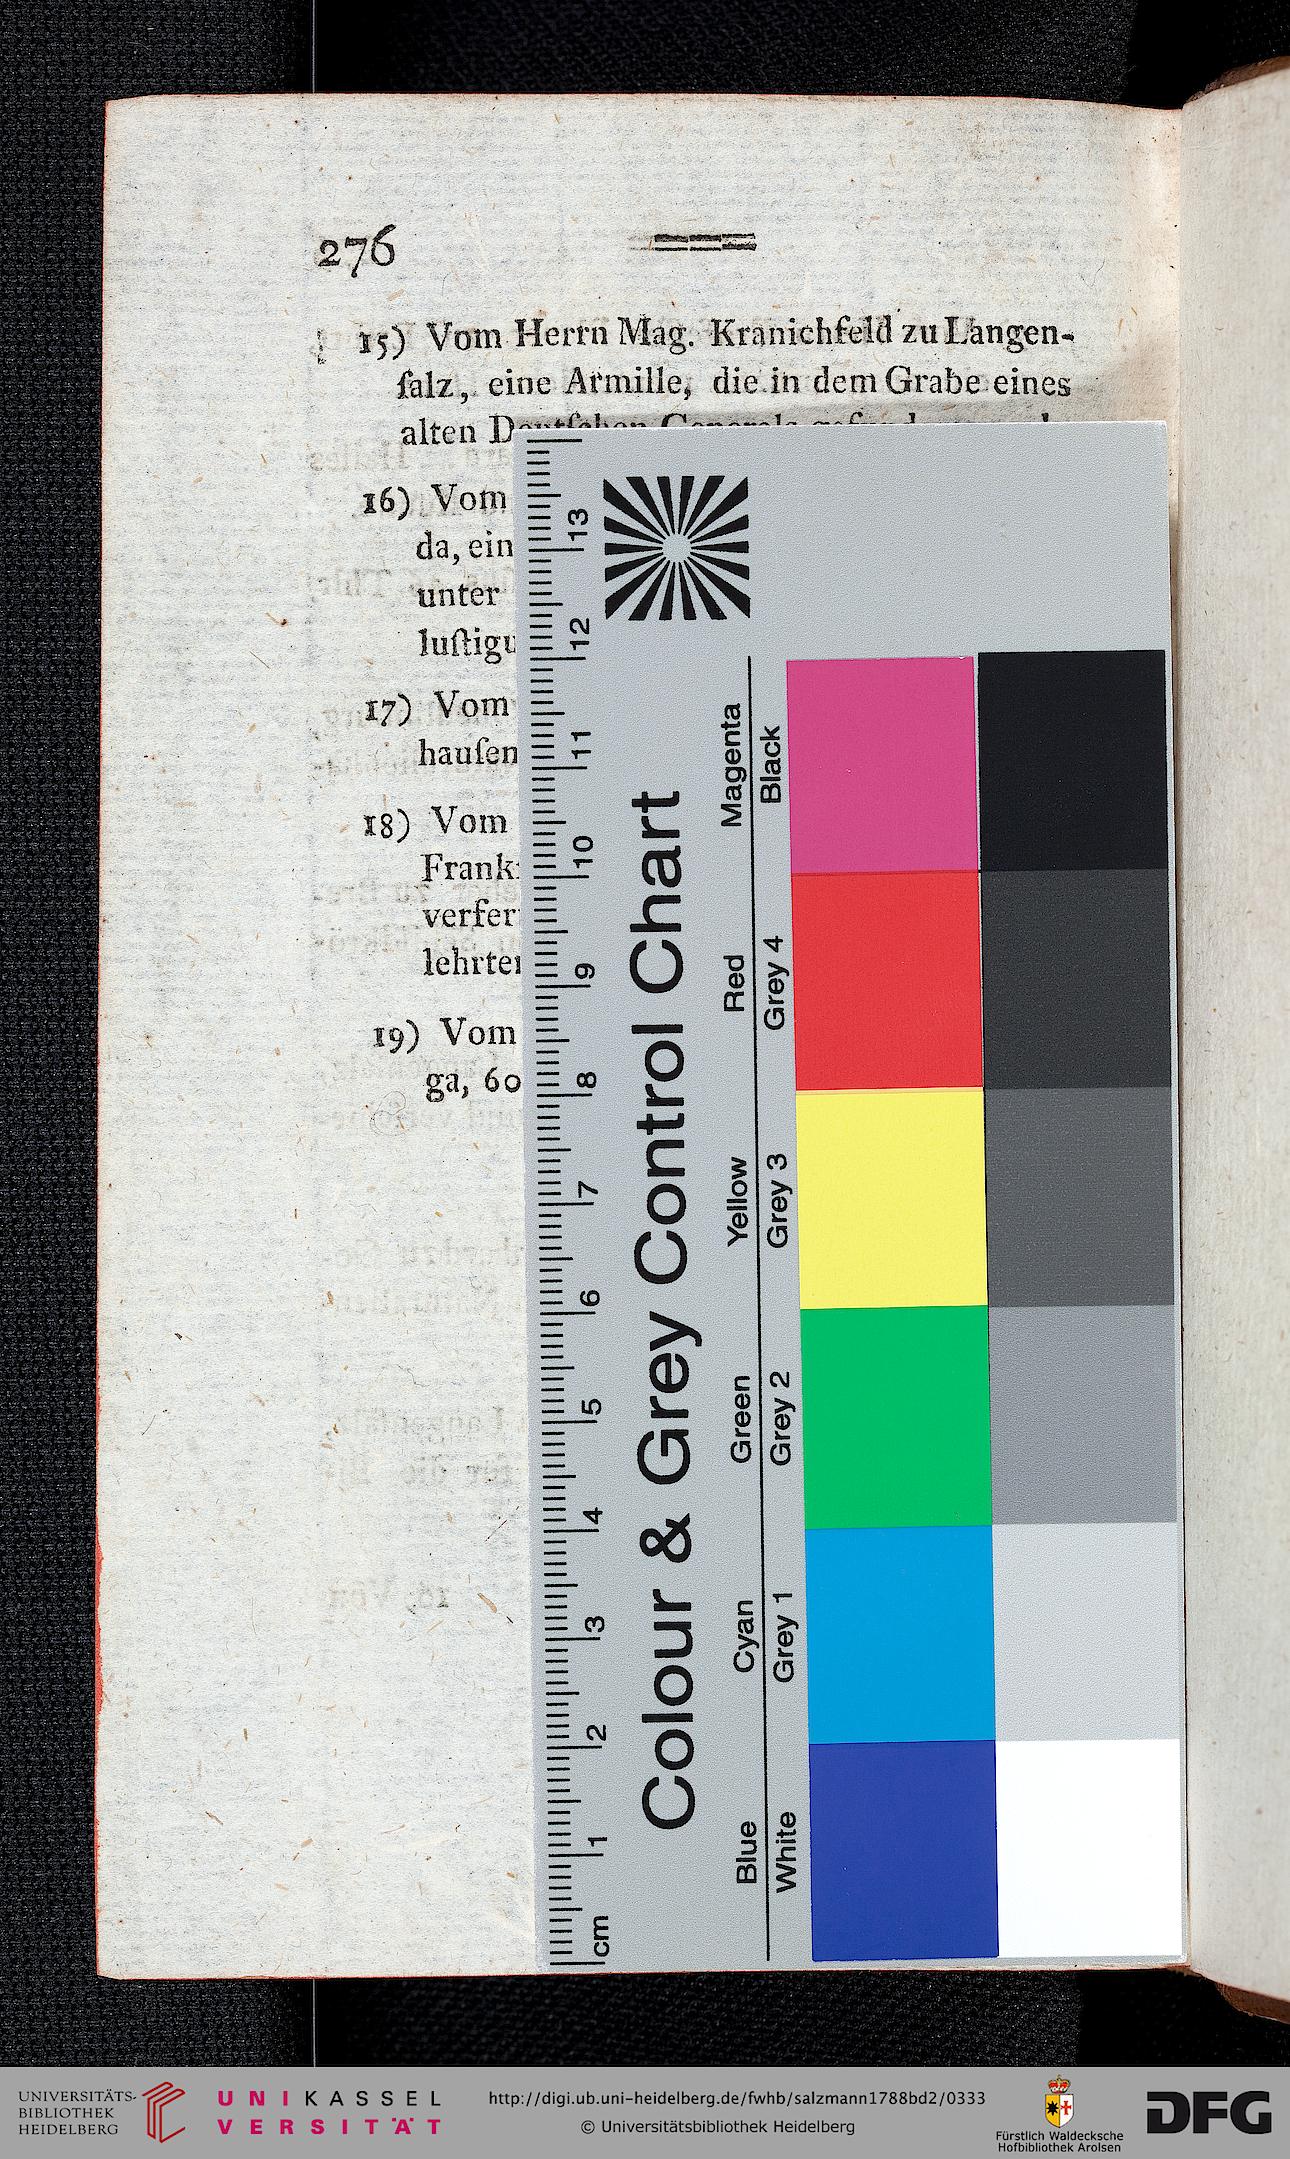 276
15) Vom Herrn Mag. Kranichfeld zu Langen-
ſalz, eine Armille, die in dem Grabe eines
alten
16) Vom
da, ein
unter
luſtigu
17) Vom
hauſen
18) Vom
Frankf
verfer
lehrte
19) Vom
ga, 60
Colour & Grey Control Chart
Magenta
Black
Red
Grey 4
Yellow
Grey 3
Green
Grey 2
Cyan
Grey 1
Blue
White
13
12
11
10
9
8
7
6
5
4
3
2
1
cm
UNIVERSITÄTS-
BIBLIOTHEK
HEIDELBERG
UNIKASSEL
VERSITÄT
http://digi.ub.uni-heidelberg.de/fwhb/salzmann1788bd2/0333
© Universitätsbibliothek Heidelberg
Fürstlich Waldecksche
Hofbibliothek Arolsen
DFG